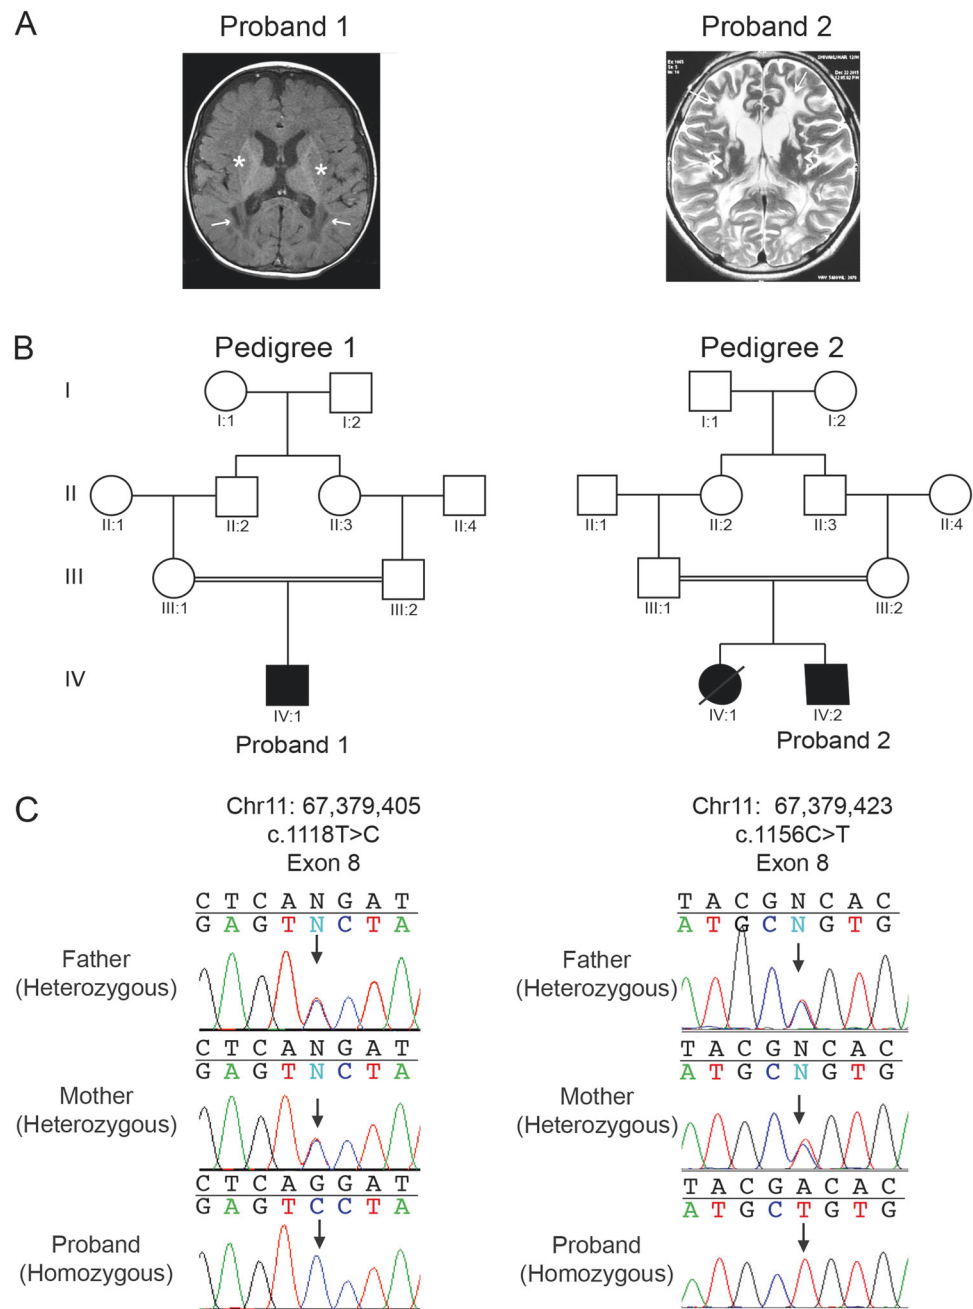 A
Proband 1
Proband 2
Dec 22 2015
*
*
B
Pedigree 1
Pedigree 2
I
I:1
I:2
I:1
I:2
II
II:1
II:2
II:3
II:4
II:1
II:2
II:3
II:4
III
III:1
III:2
III:1
III:2
IV
IV:1
IV:1
IV:2
Proband 1
Proband 2
C
Chr11: 67,379,405
c.1118T>C
Exon 8
Chr11: 67,379,423
c.1156C>T
Exon 8
C T C A N G A T
G A G T N C T A
T A C G N C A C
A T G C N G T G
Father
(Heterozygous)
Father
(Heterozygous)
C T C A N G A T
G A G T N C T A
T A C G N C A C
A T G C N G T G
Mother
(Heterozygous)
Mother
(Heterozygous)
C T C A G G A T
G A G T C C T A
T A C G A C A C
A T G C T G T G
Proband
(Homozygous)
Proband
(Homozygous)